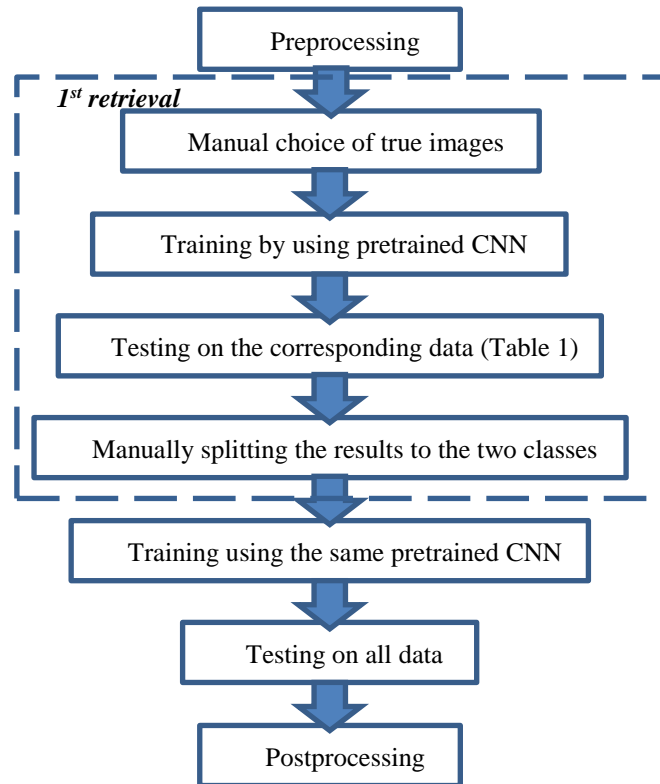 Preprocessing
1st retrieval
Manual choice of true images
Training by using pretrained CNN
Testing on the corresponding data (Table 1)
Manually splitting the results to the two classes
Training using the same pretrained CNN
Testing on all data
Postprocessing